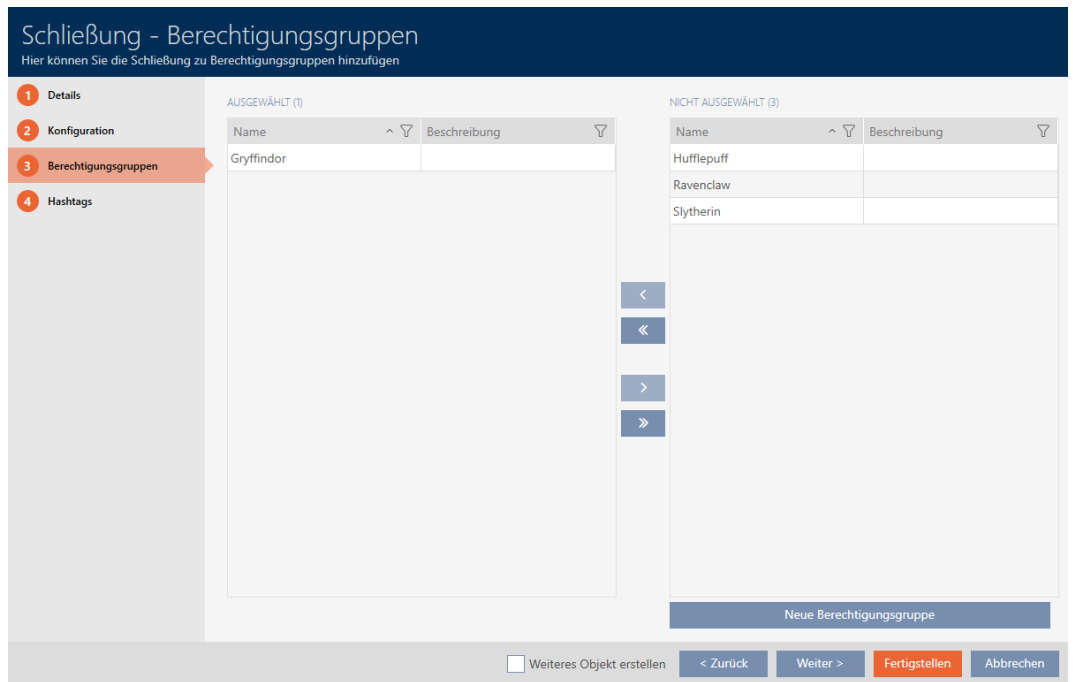 Schließung - Berechtigungsgruppen
Hier können Sie die Schließung zu Berechtigungsgruppen hinzufügen
1 Details
2 Konfiguration
3 Berechtigungsgruppen
4 Hashtags
AUSGEWÄHLT (1)
Name Beschreibung
Gryffindor
NICHT AUSGEWÄHLT (3)
Name Beschreibung
Hufflepuff
Ravenclaw
Slytherin
<
«
>
»
Neue Berechtigungsgruppe
Weiteres Objekt erstellen < Zurück Weiter > Fertigstellen Abbrechen